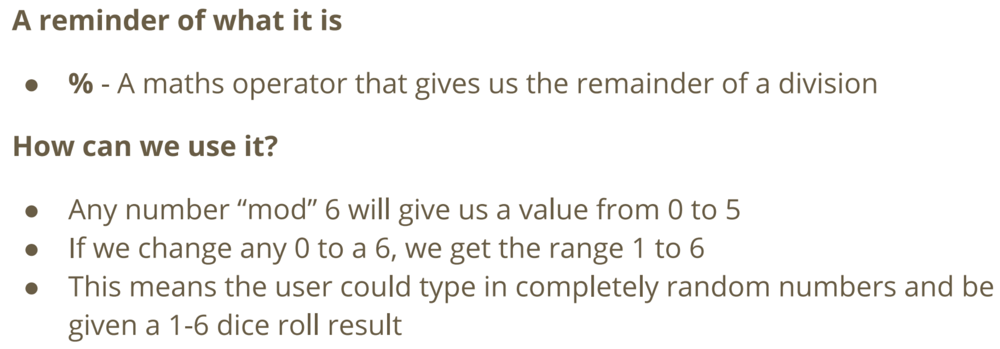 A reminder of what it is
● % - A maths operator that gives us the remainder of a division
How can we use it?
● Any number “mod” 6 will give us a value from 0 to 5
● If we change any 0 to a 6, we get the range 1 to 6
● This means the user could type in completely random numbers and be
given a 1-6 dice roll result